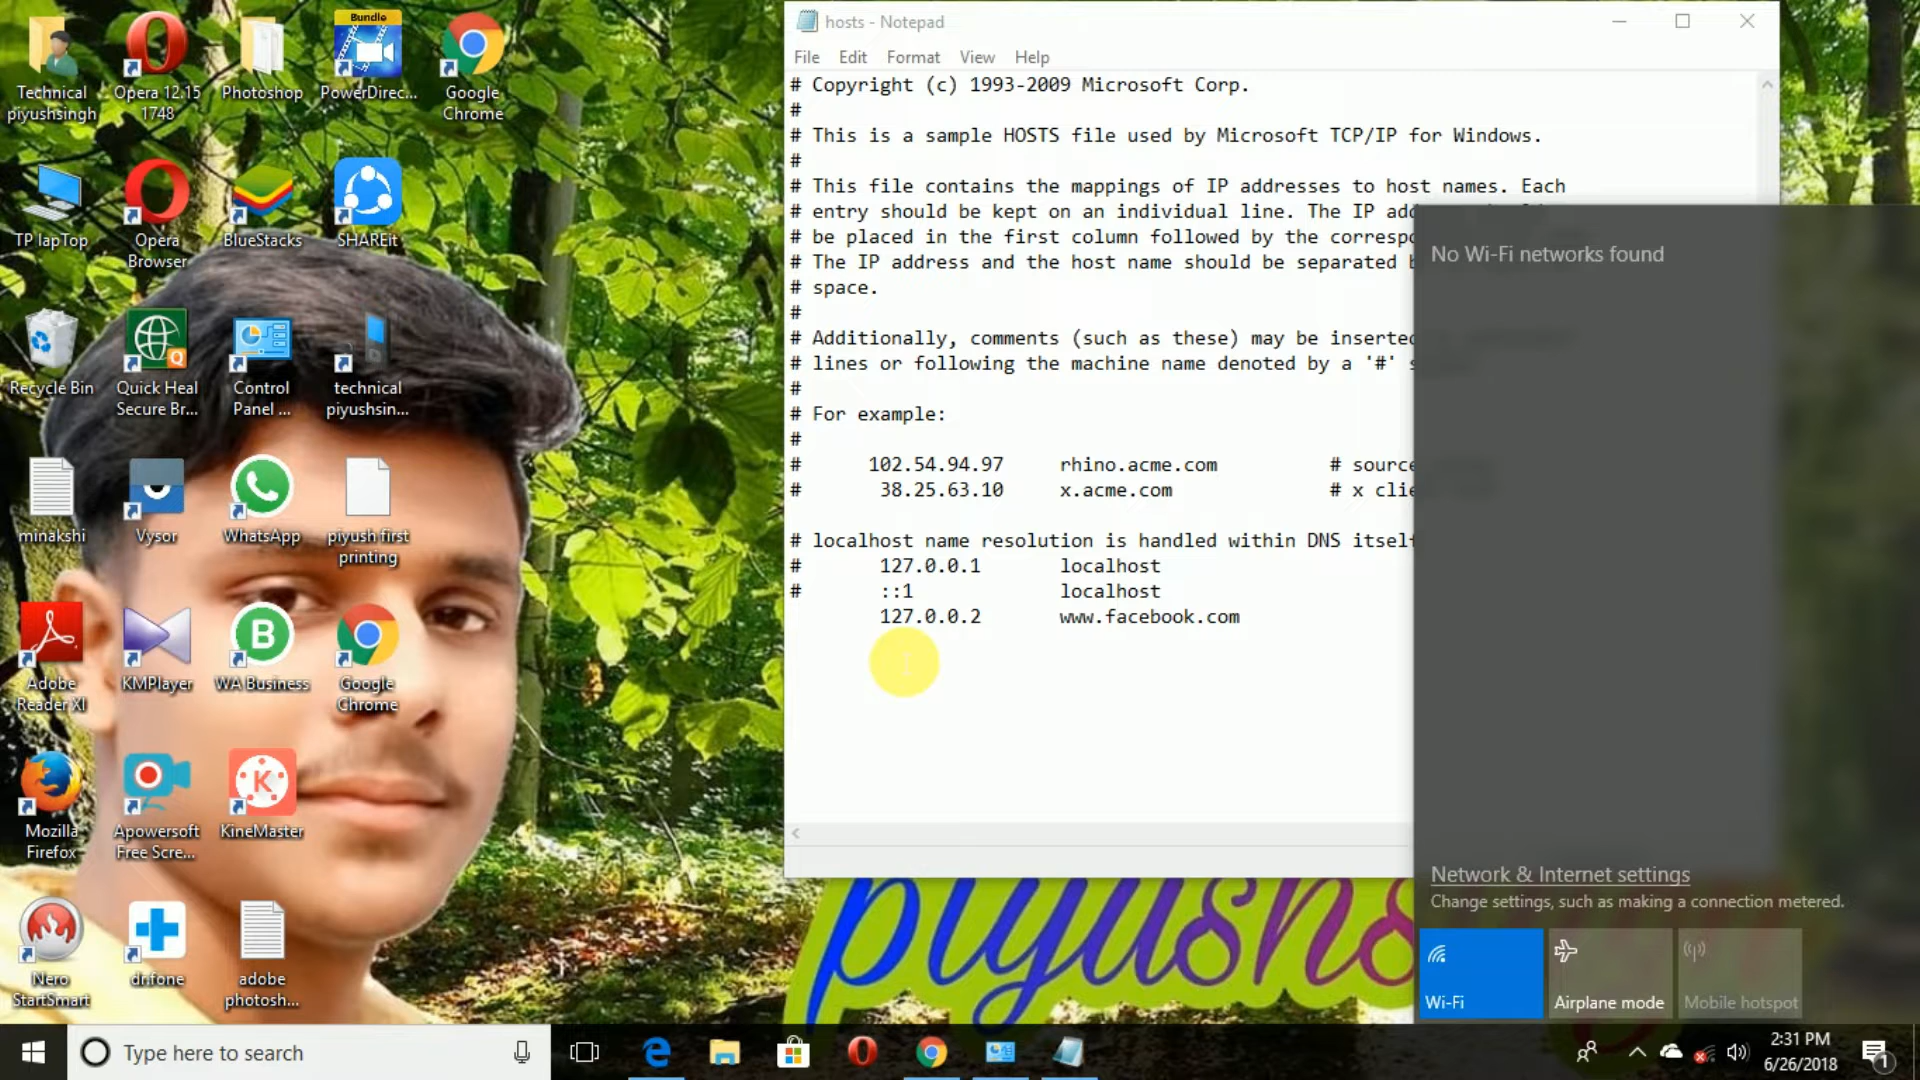 Technical piyushsingh
Opera 12.15 1748
Photoshop
Bundle
PowerDirec...
Google Chrome
TP lapTop
Opera Browser
BlueStacks
SHAREit
Recycle Bin
Quick Heal Secure Br...
Control Panel ...
technical piyushsin...
minakshi
Vysor
WhatsApp
piyush first printing
Adobe Reader XI
KMPlayer
B
WA Business
Google Chrome
Mozilla Firefox
Apowersoft Free Scre...
K
KineMaster
Nero StartSmart
dr.fone
adobe photosh...
hosts - Notepad
File Edit Format View Help
# Copyright (c) 1993-2009 Microsoft Corp.
#
# This is a sample HOSTS file used by Microsoft TCP/IP for Windows.
#
# This file contains the mappings of IP addresses to host names. Each
# entry should be kept on an individual line. The IP
# be placed in the first column followed by the
# The IP address and the host name should be separated
# space.
#
# Additionally, comments (such as these) may be inserted
# lines or following the machine name denoted by a '#'
#
# For example:
#
# 102.54.94.97 rhino.acme.com # source
# 38.25.63.10 x.acme.com # x
# localhost name resolution is handled within DNS itself
# 127.0.0.1 localhost
# ::1 localhost
127.0.0.2 www.facebook.com
No Wi-Fi networks found
Network & Internet settings
Change settings, such as making a connection metered.
Wi-Fi
Airplane mode
Mobile hotspot
piyush
Type here to search
2:31 PM
6/26/2018
1